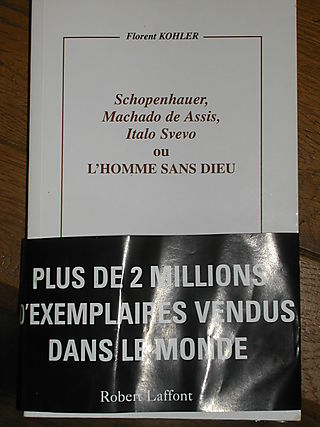 Florent KOHLER
Schopenhauer,
Machado de Assis,
Italo Svevo
ou
L'HOMME SANS DIEU
PLUS DE 2 MILLIONS
D'EXEMPLAIRES VENDUS
DANS LE MONDE
Robert Laffont